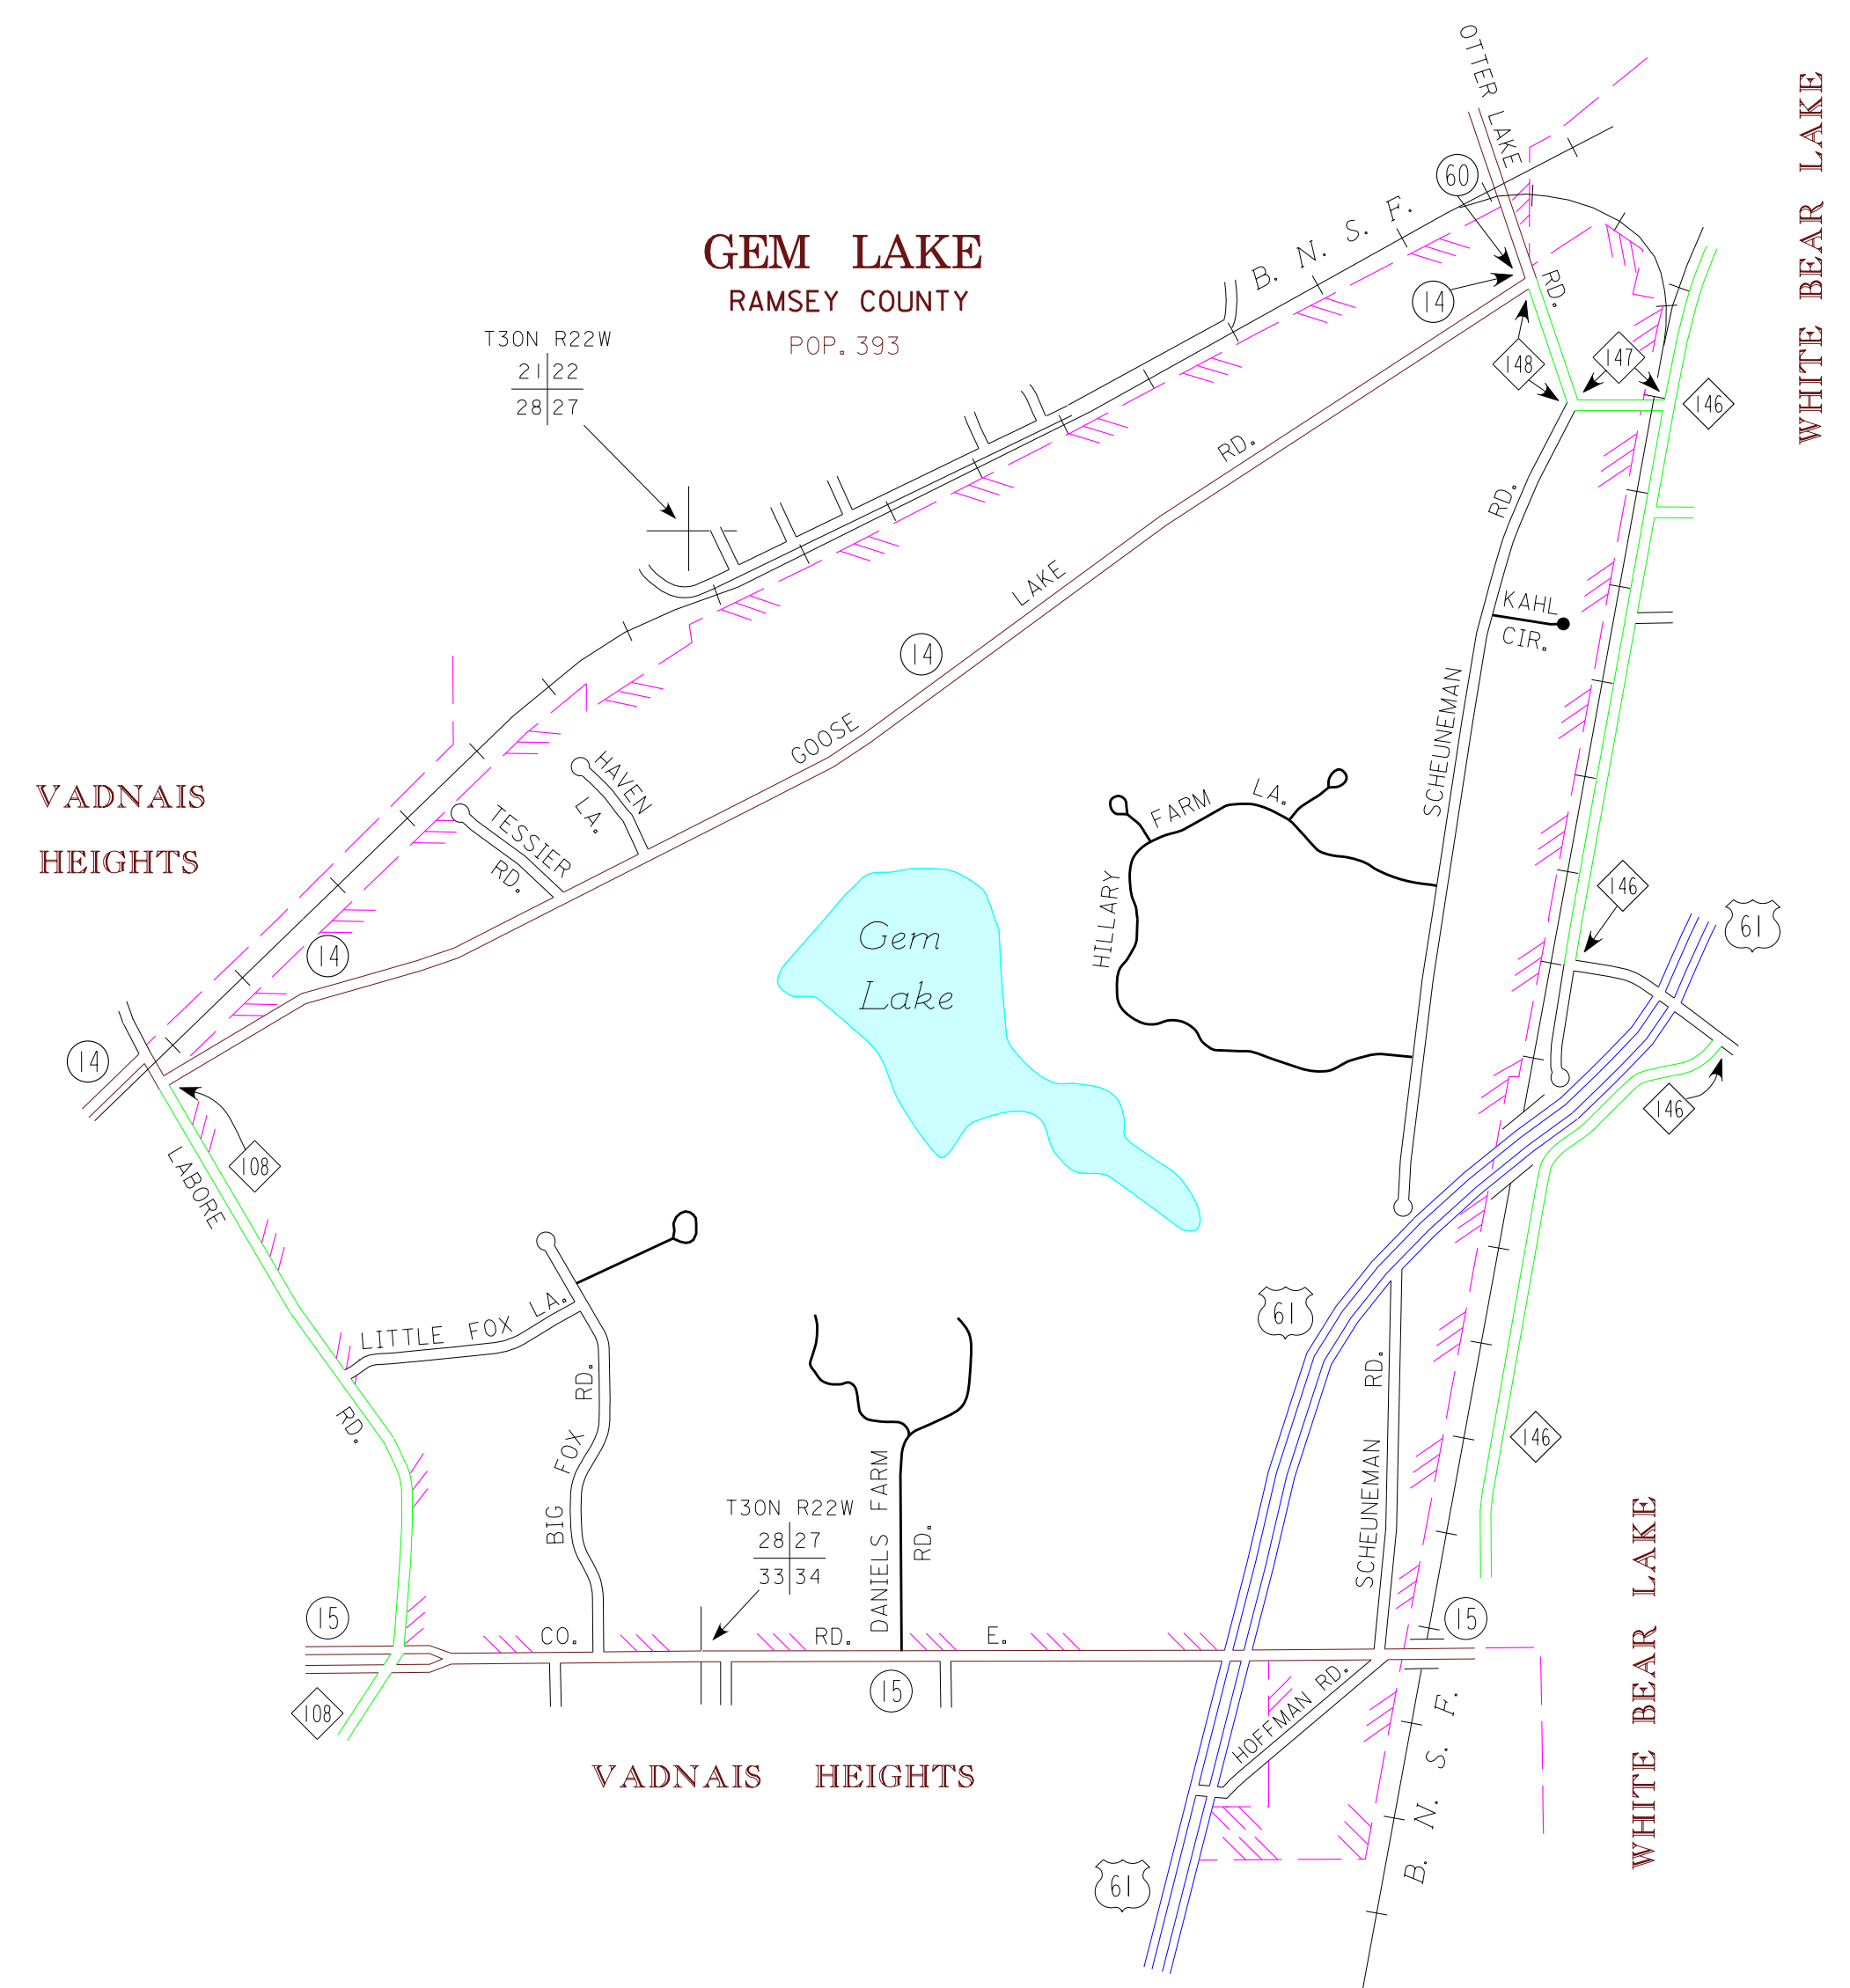 OTTER LAKE
RD.
WHITE BEAR LAKE
60
GEM LAKE
RAMSEY COUNTY
POP. 393
B. N. S. F.
14
T30N R22W
21 22
28 27
148
147
146
RD.
RD.
LAKE
KAHL
CIR.
14
SCHEUNEMAN
GOOSE
HAVEN
LA.
VADNAIS
HEIGHTS
TESSIER
RD.
FARM
LA.
HILLARY
146
61
Gem
Lake
14
14
108
146
LABORE
61
LITTLE FOX LA.
RD.
RD.
RD.
FOX
BIG
SCHEUNEMAN
146
T30N R22W
28 27
33 34
DANIELS FARM
RD.
WHITE BEAR LAKE
15
CO.
RD.
E.
15
15
108
HOFFMAN RD.
B. N. S. F.
VADNAIS HEIGHTS
61